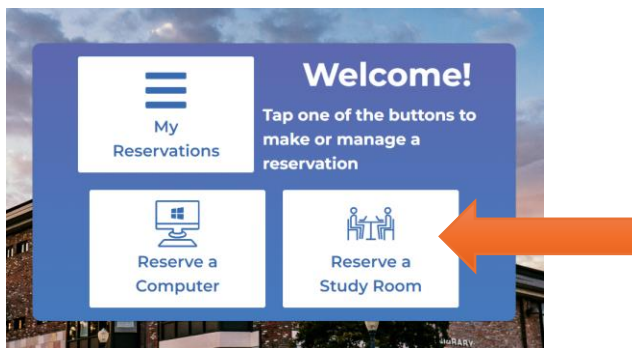 Welcome!
Tap one of the buttons to
make or manage a
reservation
My
Reservations
Reserve a
Computer
Reserve a
Study Room